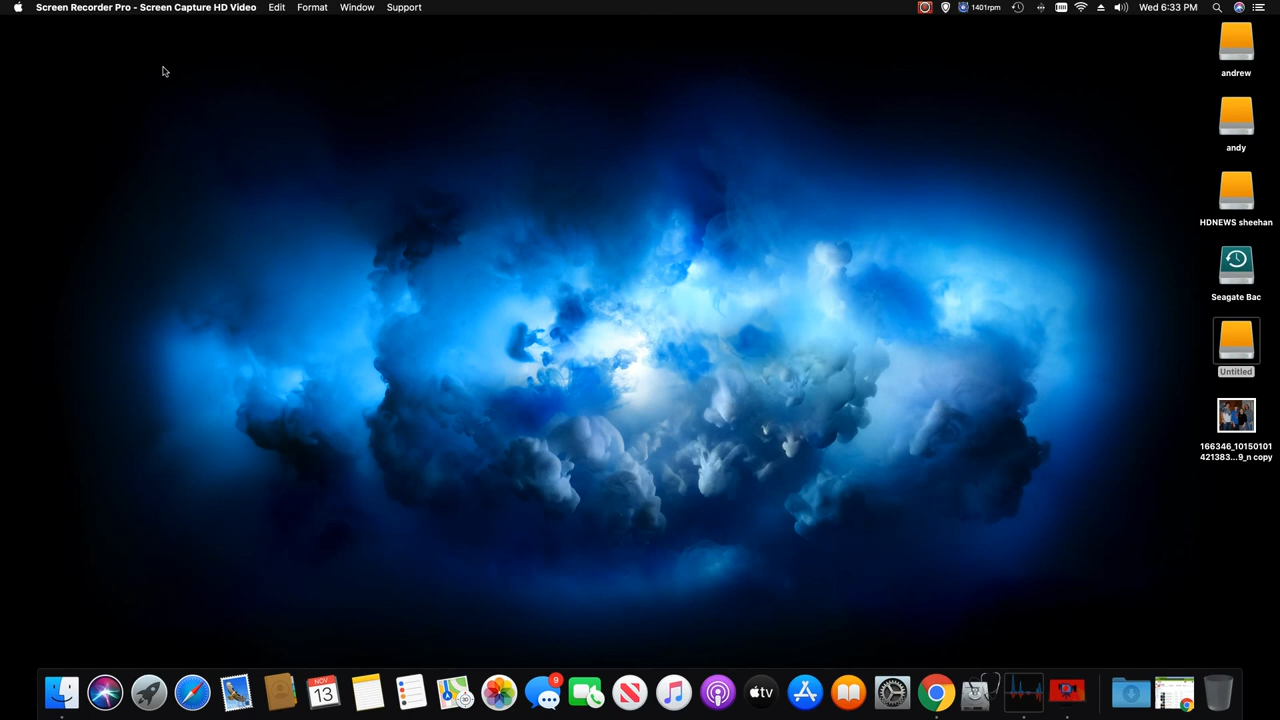 Screen Recorder Pro - Screen Capture HD Video Edit Format Window Support 1401rpm Wed 6:33 PM
andrew
andy
HDNEWS sheehan
Seagate Bac
Untitled
166346_10150101
421383...9_n copy
NOV
13
9
tv